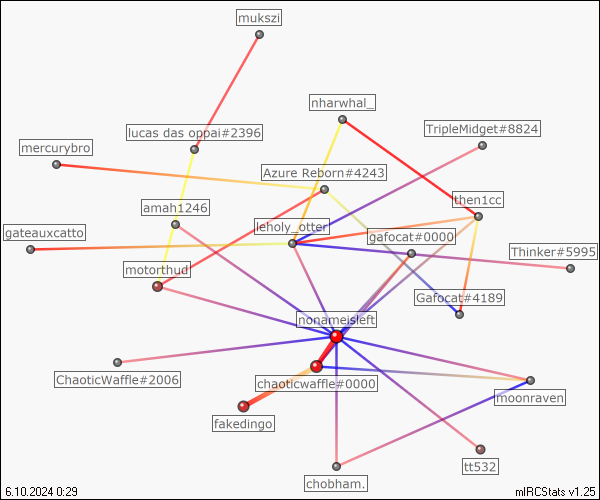 mukszi
nharwhal_
lucas das oppai#2396
TripleMidget#8824
mercurybro
Azure Reborn#4243
then1cc
amah1246
leholy_otter
gateauxcatto
gafocat#0000
Thinker#5995
motorthud
Gafocat#4189
nonameisleft
ChaoticWaffle#2006
chaoticwaffle#0000
moonraven
fakedingo
tt532
chobham.
6.10.2024 0:29
mIRCStats v1.25